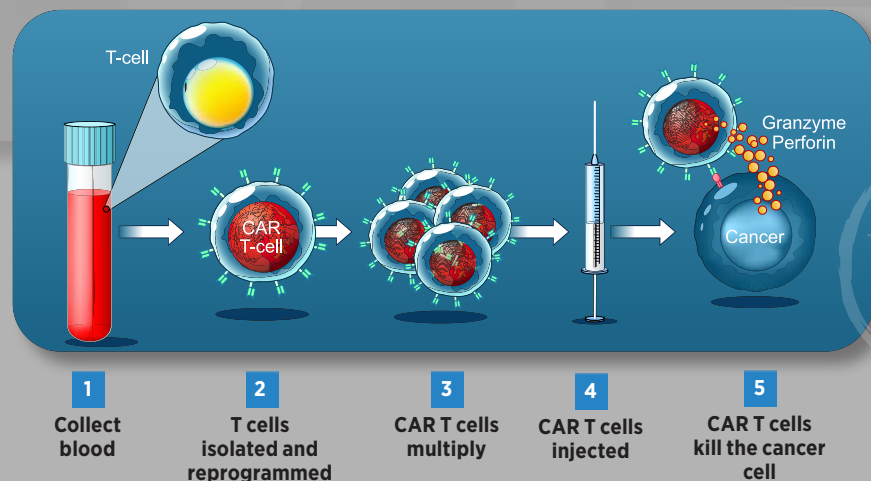 T-cell
CAR
T-cell
Granzyme
Perforin
Cancer
1
Collect
blood
2
T cells
isolated and
reprogrammed
3
CAR T cells
multiply
4
CAR T cells
injected
5
CAR T cells
kill the cancer
cell